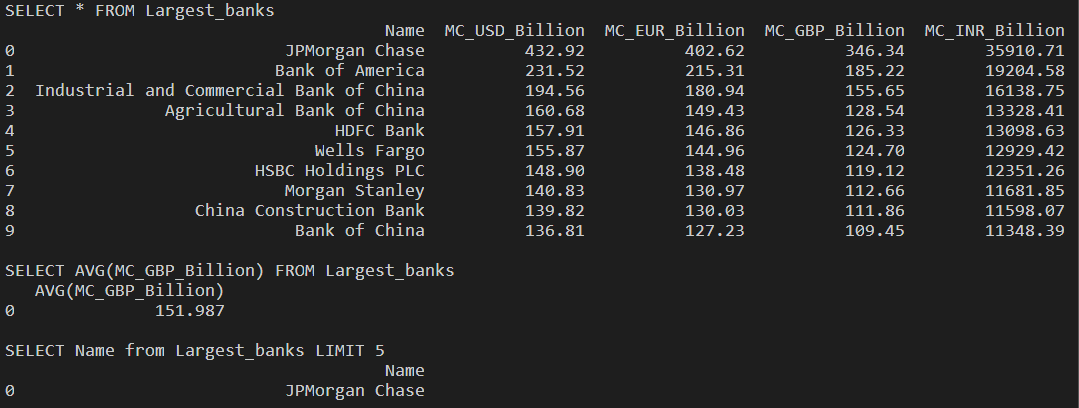 SELECT * FROM Largest_banks
Name MC_USD_Billion MC_EUR_Billion MC_GBP_Billion MC_INR_Billion
0 JPMorgan Chase 432.92 402.62 346.34 35910.71
1 Bank of America 231.52 215.31 185.22 19204.58
2 Industrial and Commercial Bank of China 194.56 180.94 155.65 16138.75
3 Agricultural Bank of China 160.68 149.43 128.54 13328.41
4 HDFC Bank 157.91 146.86 126.33 13098.63
5 Wells Fargo 155.87 144.96 124.70 12929.42
6 HSBC Holdings PLC 148.90 138.48 119.12 12351.26
7 Morgan Stanley 140.83 130.97 112.66 11681.85
8 China Construction Bank 139.82 130.03 111.86 11598.07
9 Bank of China 136.81 127.23 109.45 11348.39
SELECT AVG(MC_GBP_Billion) FROM Largest_banks
AVG(MC_GBP_Billion)
0 151.987
SELECT Name from Largest_banks LIMIT 5
Name
0 JPMorgan Chase